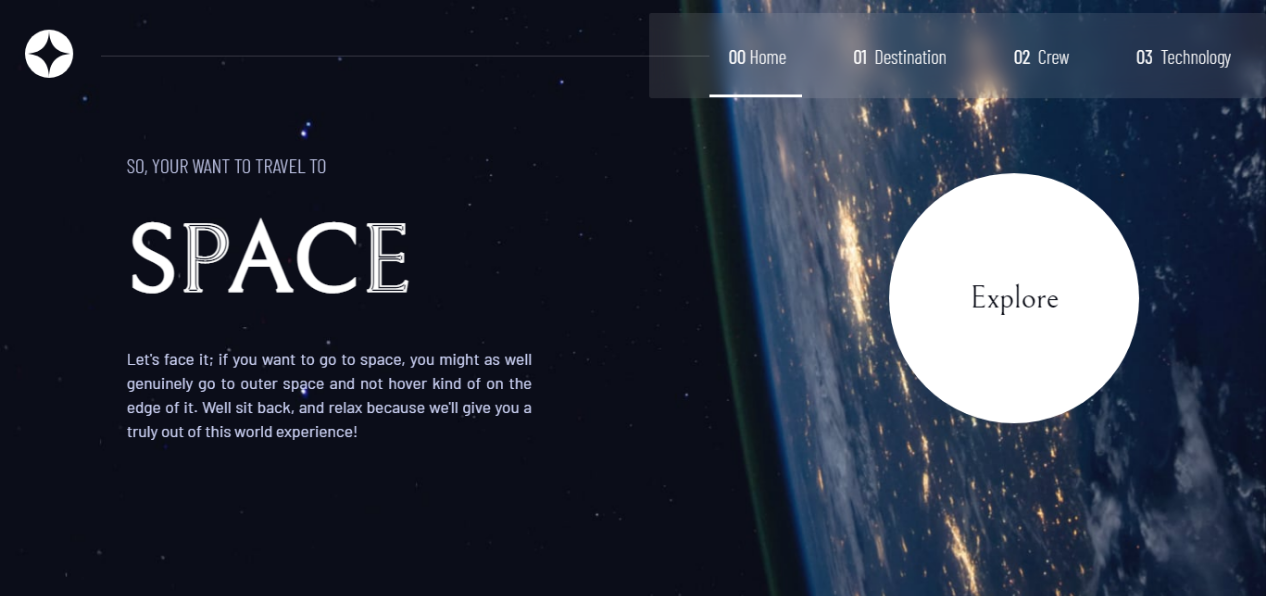 00 Home 01 Destination 02 Crew 03 Technology
SO, YOUR WANT TO TRAVEL TO
SPACE
Let's face it; if you want to go to space, you might as well
genuinely go to outer space and not hover kind of on the
edge of it. Well sit back, and relax because we'll give you a
truly out of this world experience!
Explore